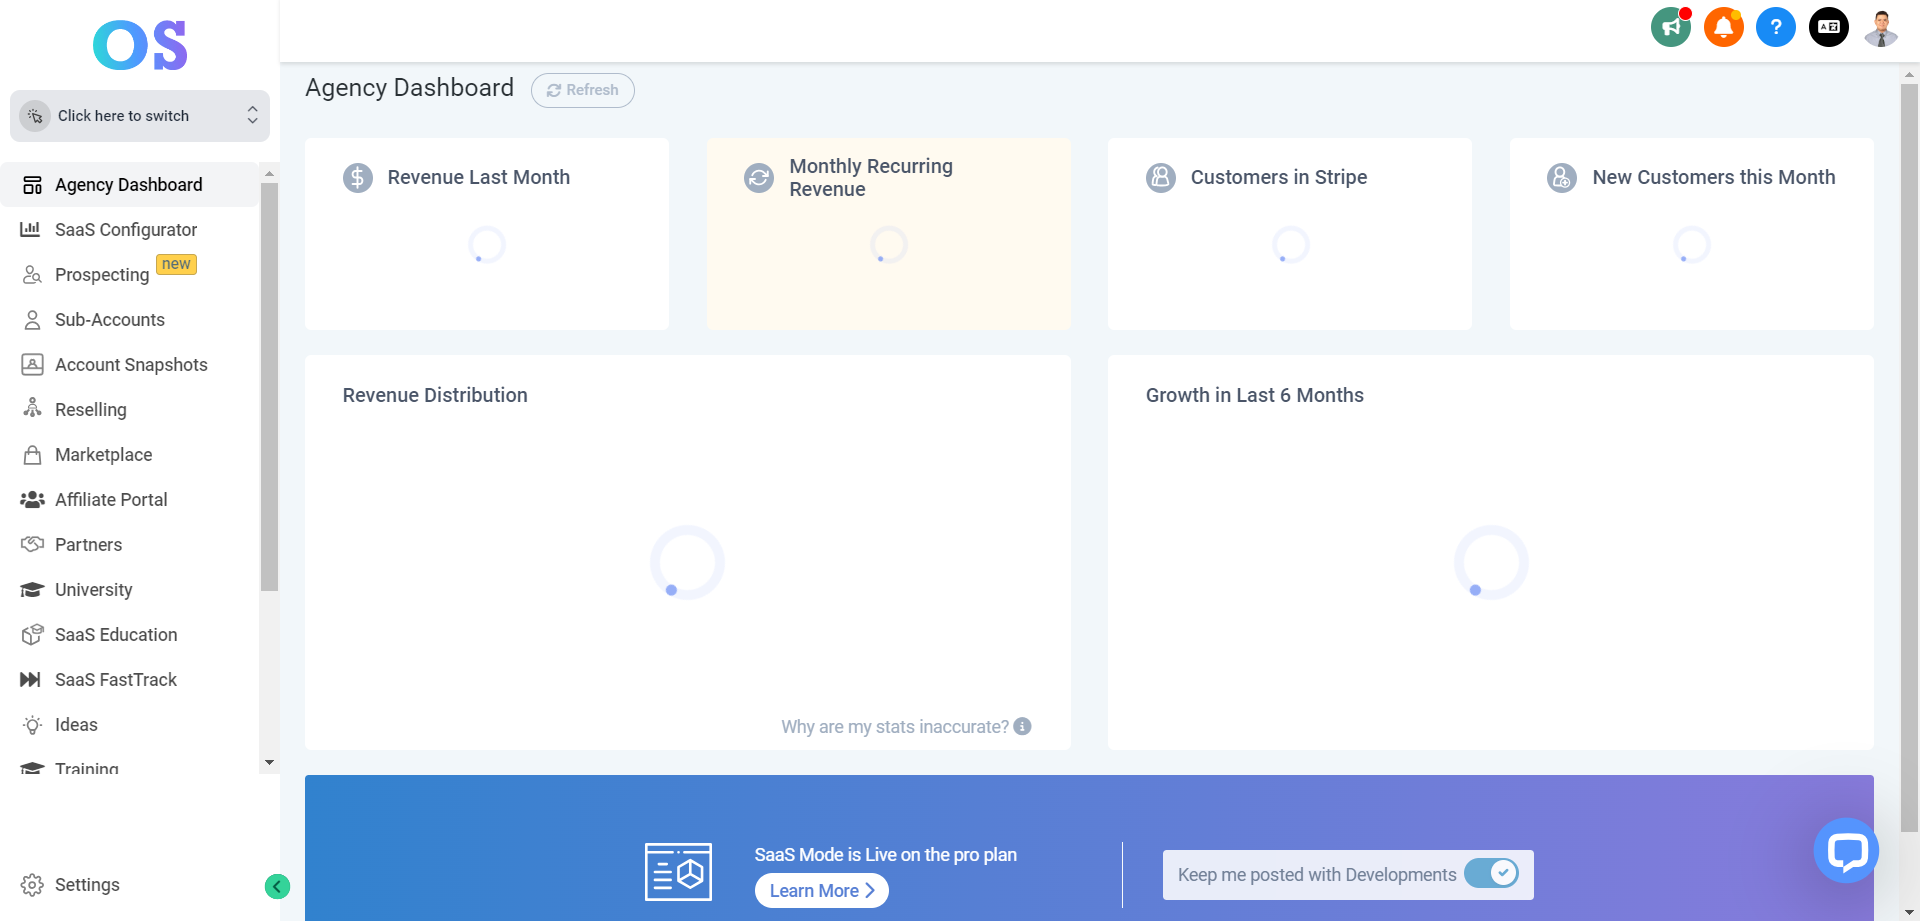 OS
Click here to switch
Agency Dashboard
SaaS Configurator
Prospecting new
Sub-Accounts
Account Snapshots
Reselling
Marketplace
Affiliate Portal
Partners
University
SaaS Education
SaaS FastTrack
Ideas
Training
Settings
Agency Dashboard
Refresh
Revenue Last Month
Monthly Recurring
Revenue
Customers in Stripe
New Customers this Month
Revenue Distribution
Why are my stats inaccurate?
Growth in Last 6 Months
SaaS Mode is Live on the pro plan
Learn More
Keep me posted with Developments